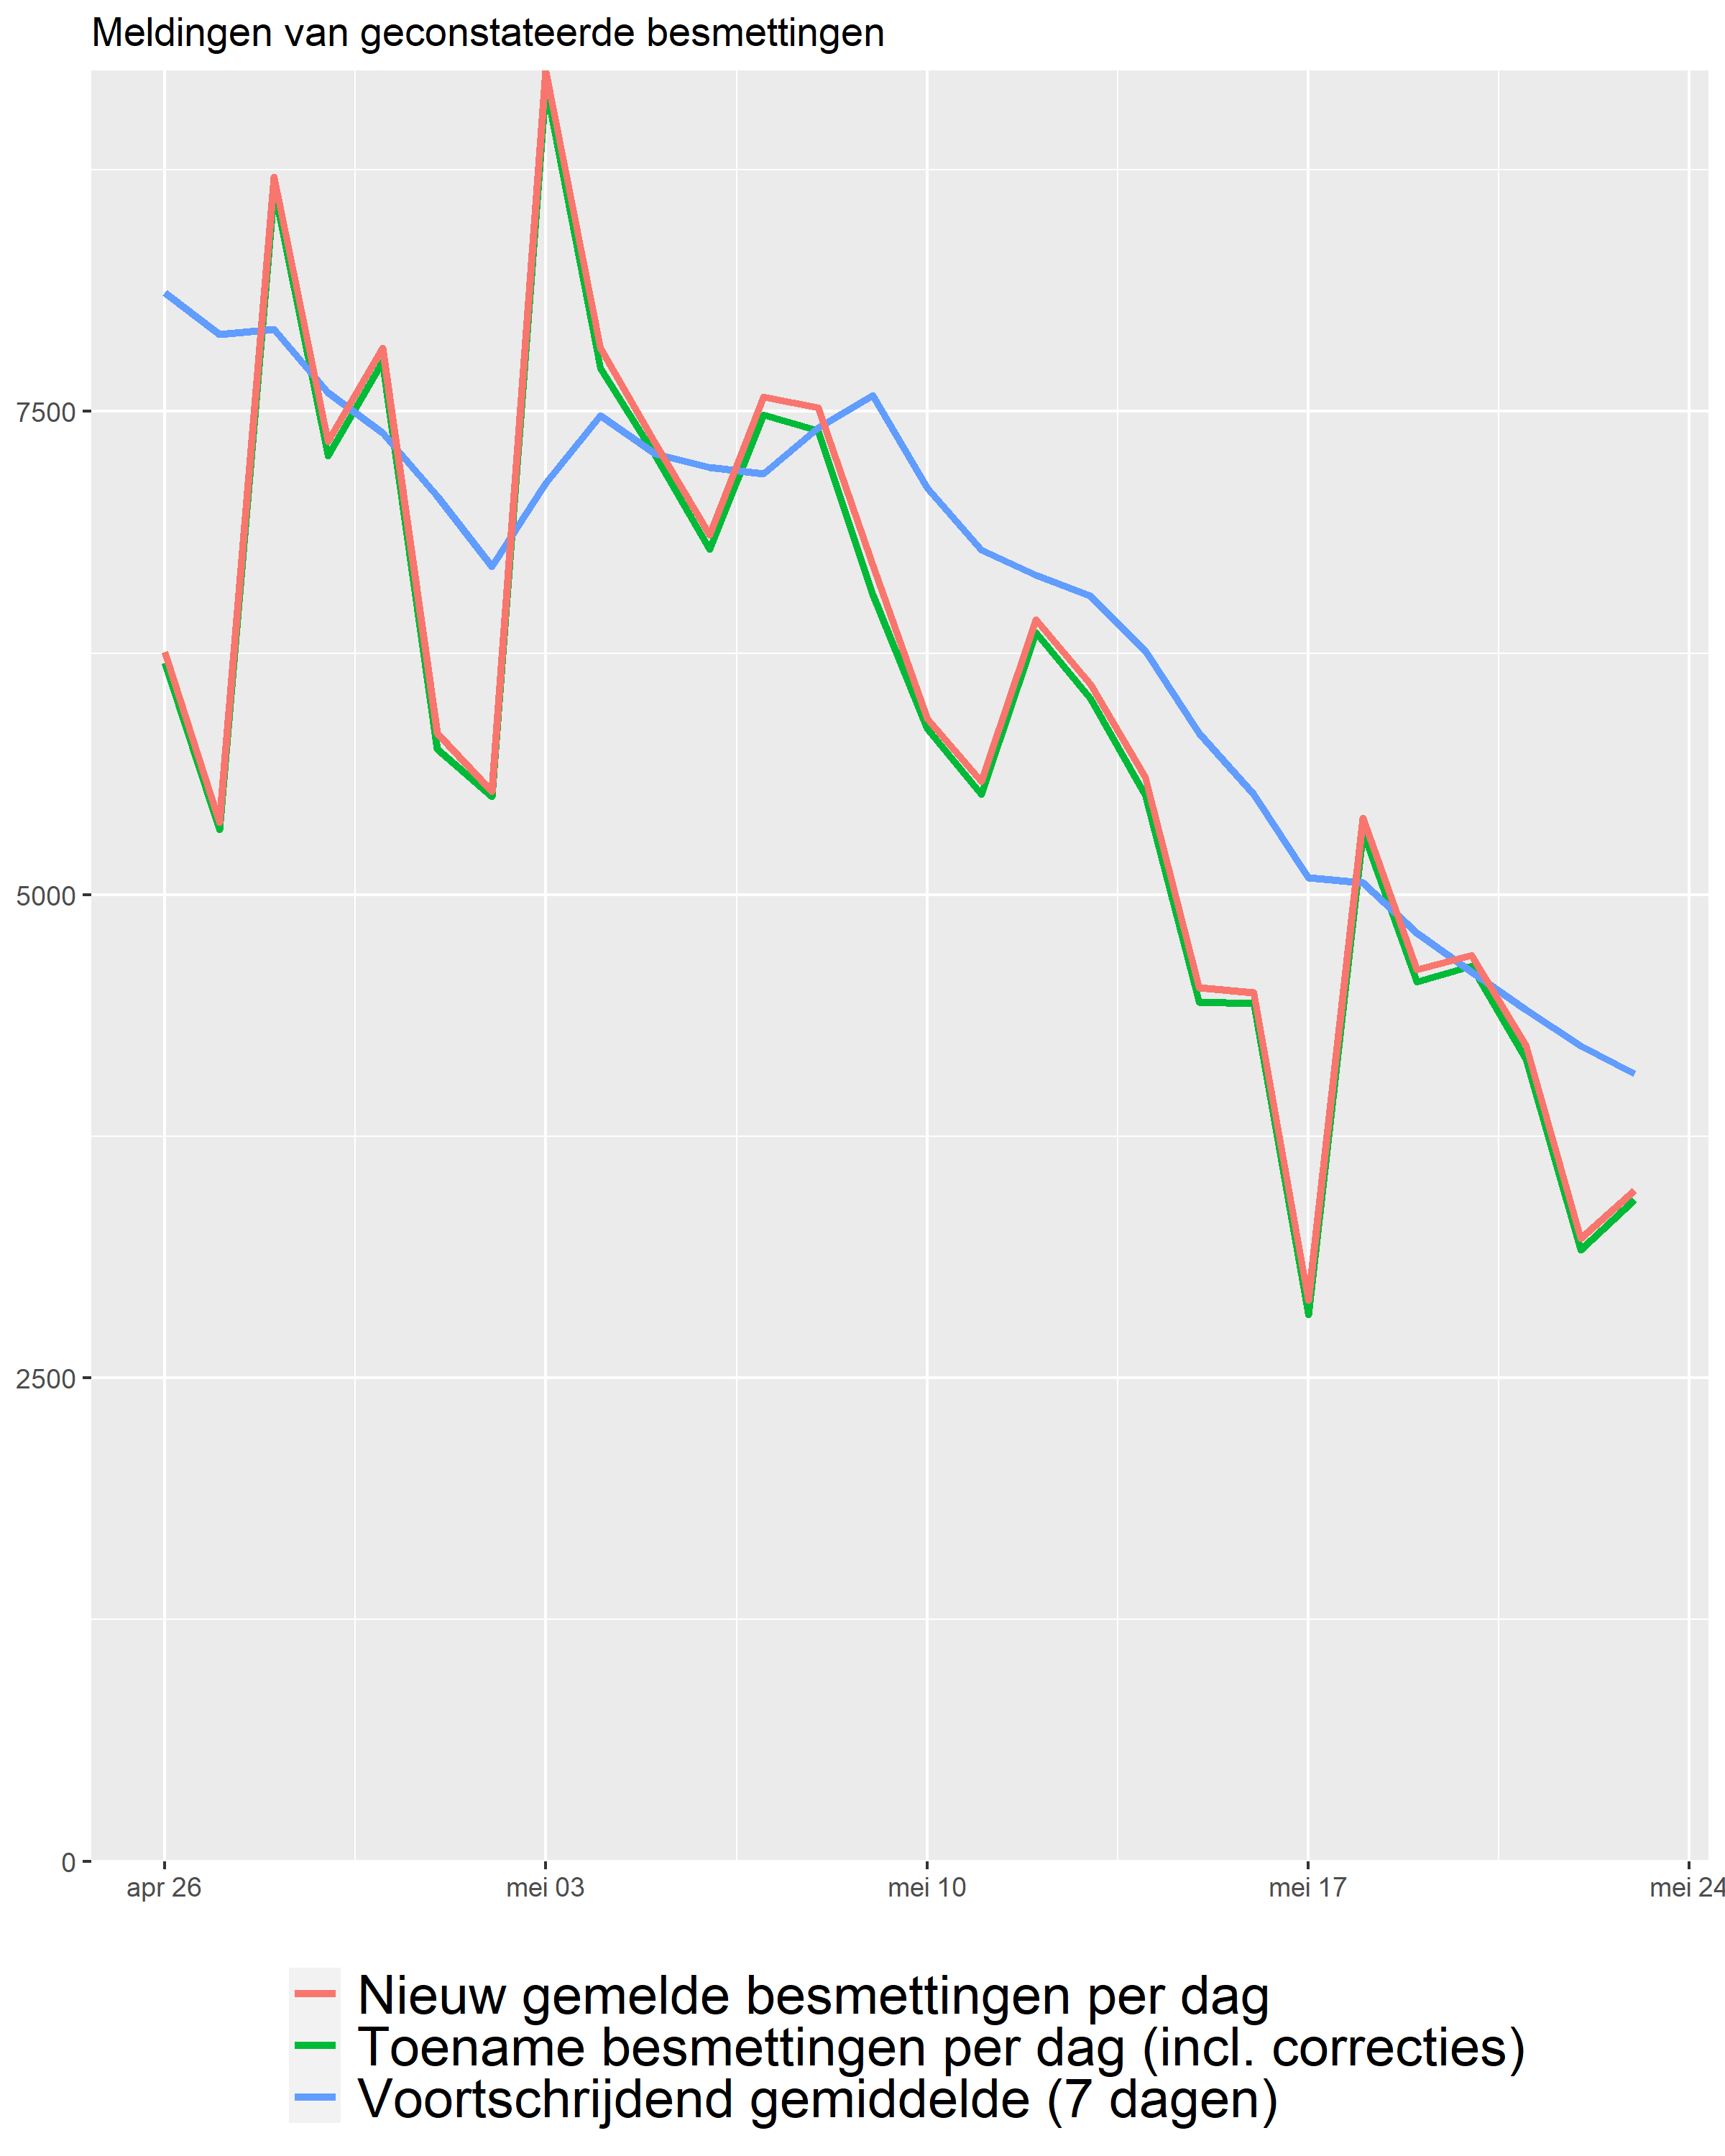 Meldingen van geconstateerde besmettingen
7500
5000
2500
0
apr 26
mei 03
mei 10
mei 17
mei 24
Nieuw gemelde besmettingen per dag
Toename besmettingen per dag (incl. correcties)
Voortschrijdend gemiddelde (7 dagen)